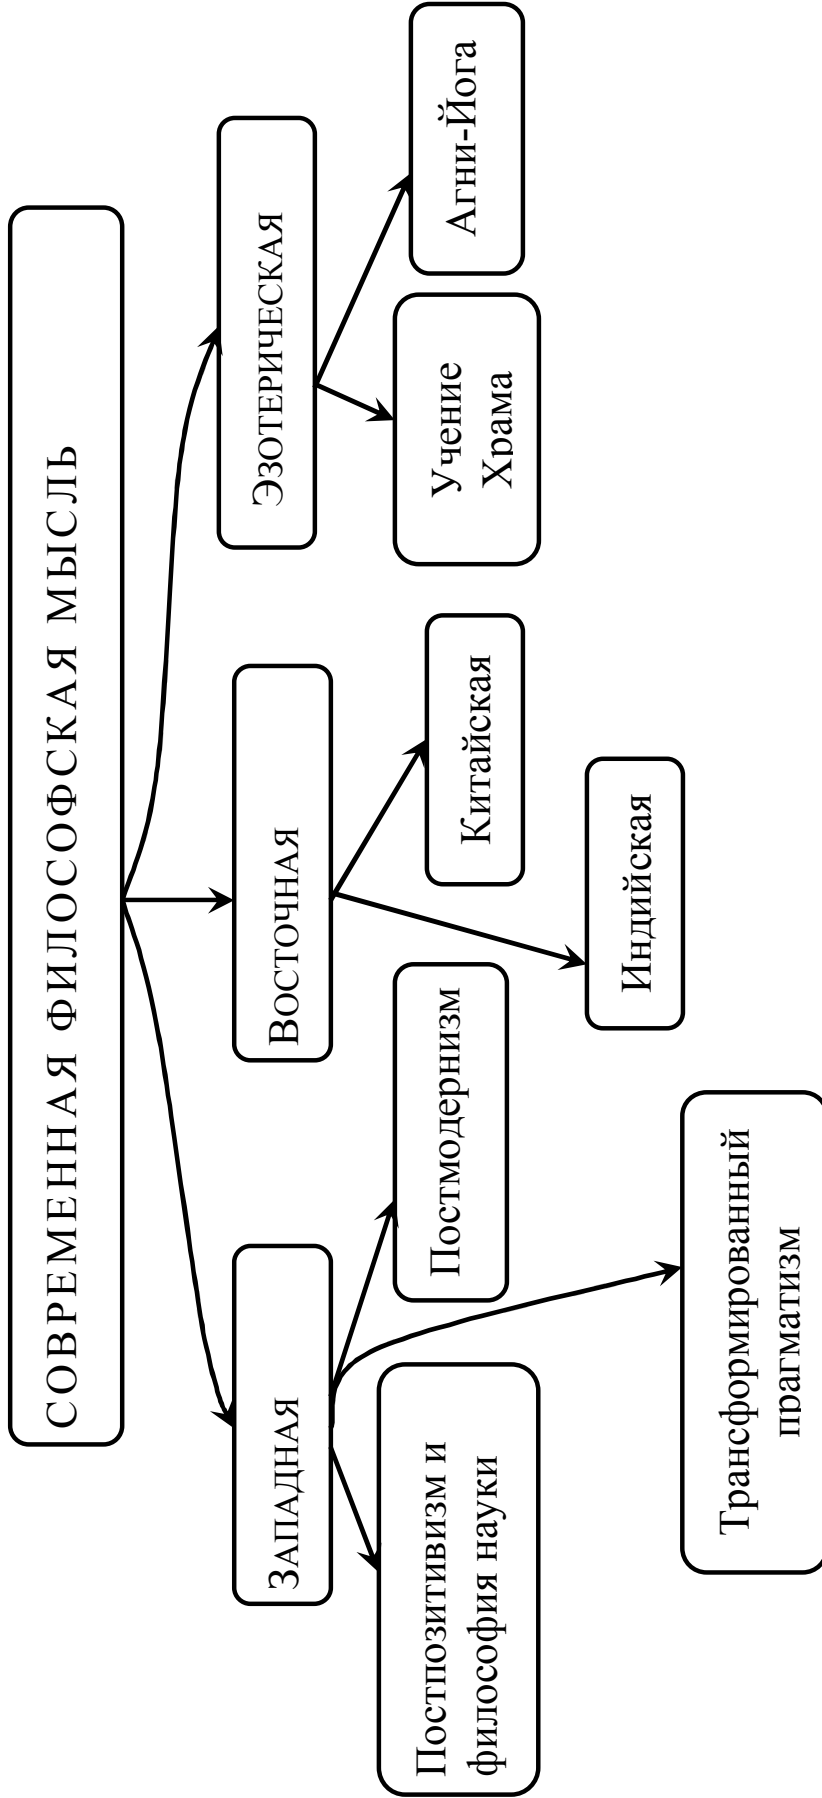 СОВРЕМЕННАЯ ФИЛОСОФСКАЯ МЫСЛЬ
ЗАПАДНАЯ
ВОСТОЧНАЯ
ЭЗОТЕРИЧЕСКАЯ
Постпозитивизм и
философия науки
Постмодернизм
Трансформированный
прагматизм
Китайская
Индийская
Учение
Храма
Агни-Йога